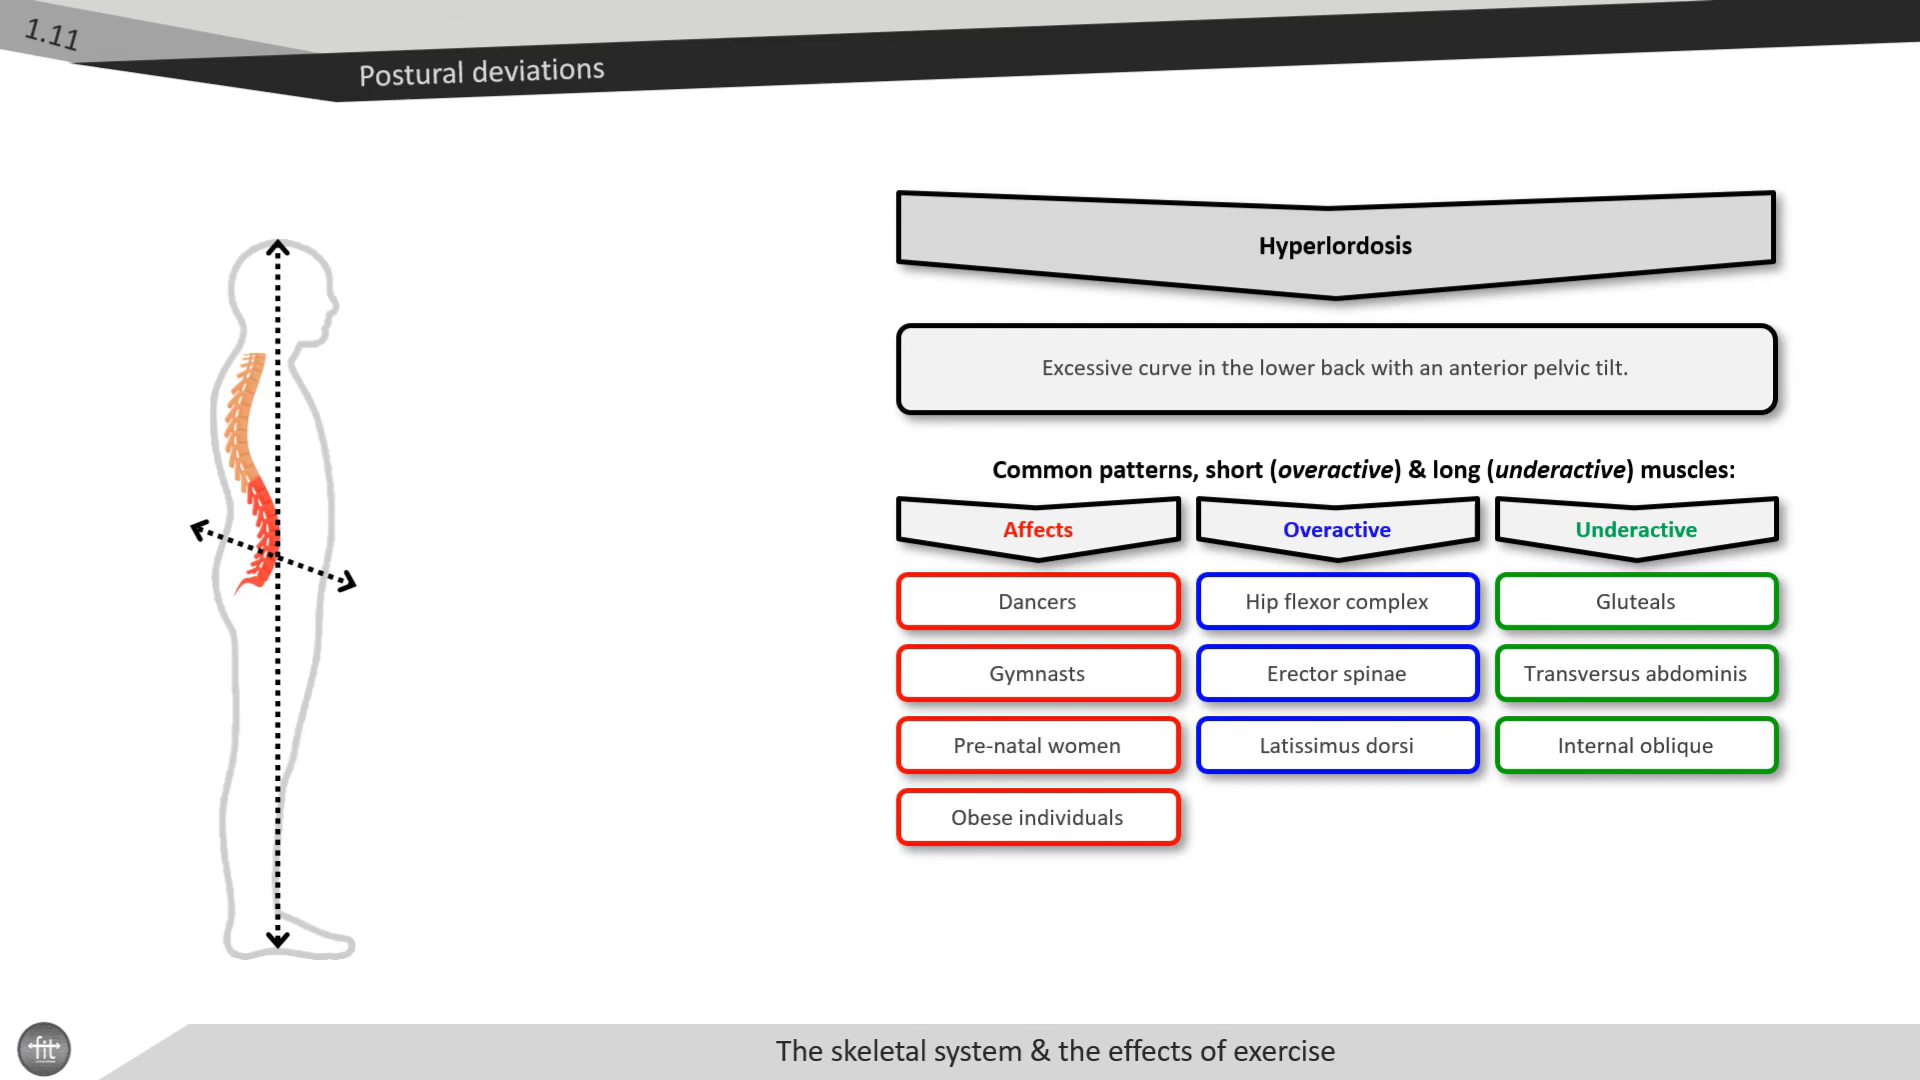 1.11
Postural deviations
Hyperlordosis
Excessive curve in the lower back with an anterior pelvic tilt.
Common patterns, short (overactive) & long (underactive) muscles:
Affects
Overactive
Underactive
Dancers
Hip flexor complex
Gluteals
Gymnasts
Erector spinae
Transversus abdominis
Pre-natal women
Latissimus dorsi
Internal oblique
Obese individuals
fit
The skeletal system & the effects of exercise